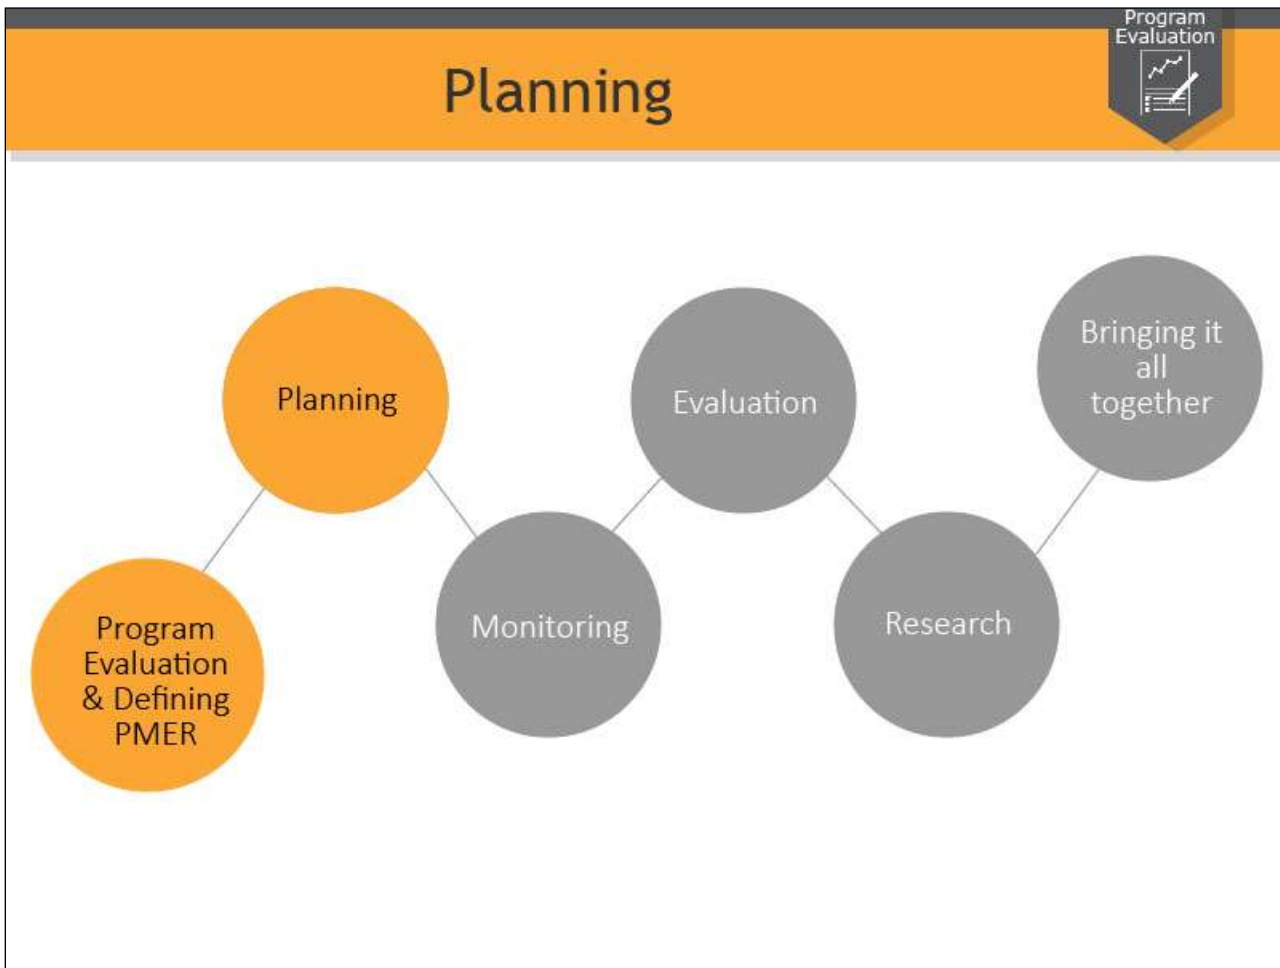 Program
Evaluation
Planning
Program
Evaluation
& Defining
PMER
Planning
Monitoring
Evaluation
Research
Bringing it
all
together